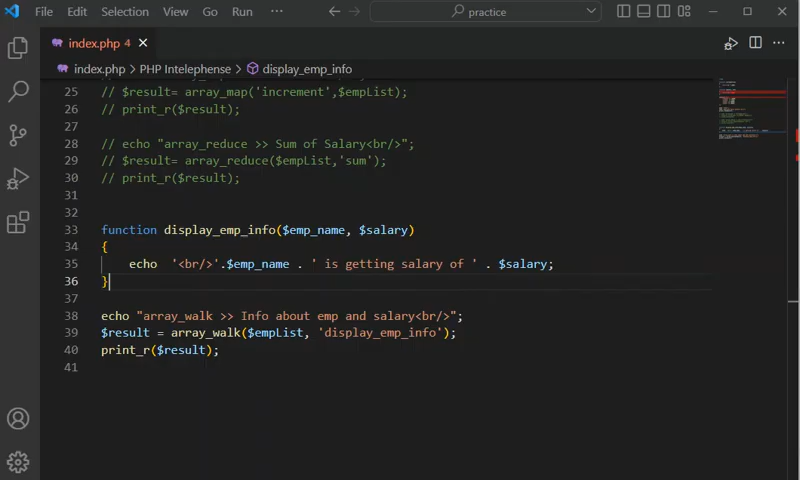 File Edit Selection View Go Run ··· practice
index.php 4
index.php > PHP Intelephense > display_emp_info
25 // $result= array_map('increment',$empList);
26 // print_r($result);
27
28 // echo "array_reduce >> Sum of Salary<br/>";
29 // $result= array_reduce($empList,'sum');
30 // print_r($result);
31
32
33 function display_emp_info($emp_name, $salary)
34 {
35 echo '<br/>'.$emp_name . ' is getting salary of ' . $salary;
36 }
37
38 echo "array_walk >> Info about emp and salary<br/>";
39 $result = array_walk($empList, 'display_emp_info');
40 print_r($result);
41